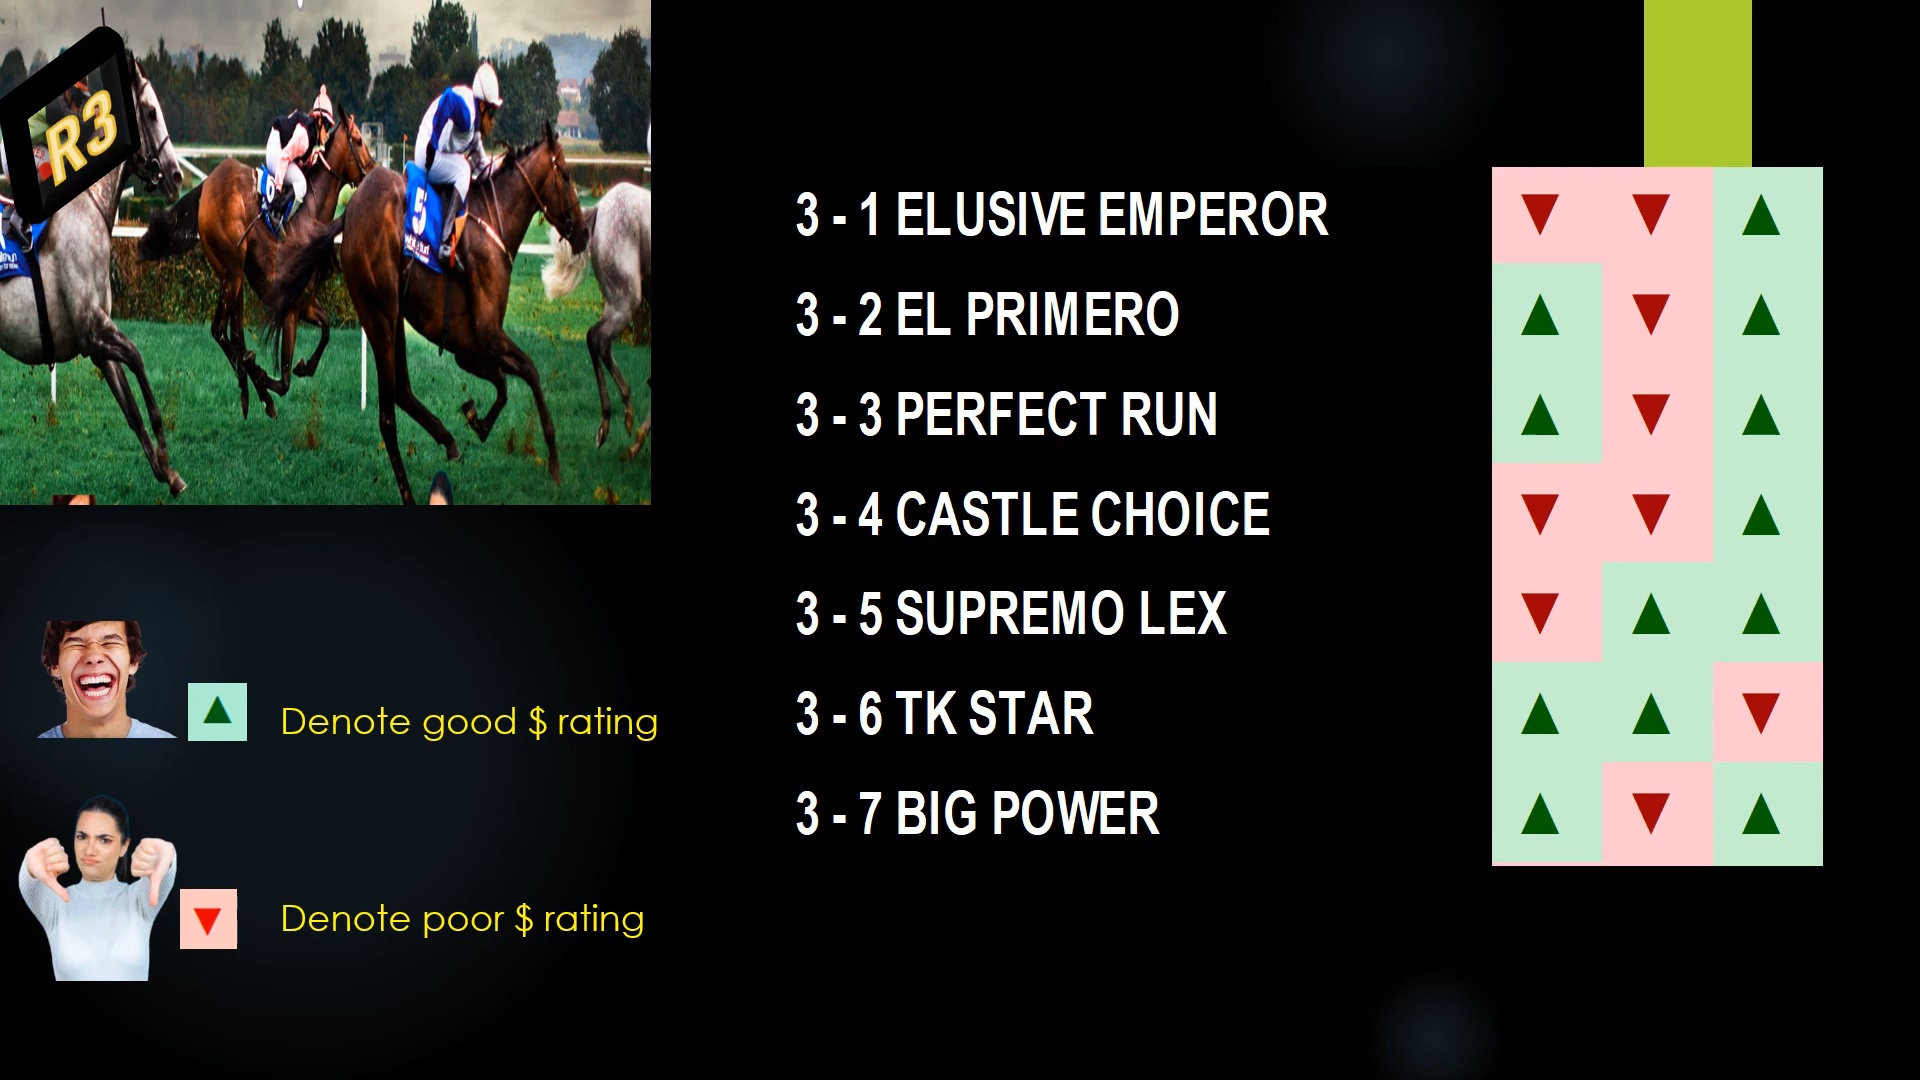 R3
5
3 - 1 ELUSIVE EMPEROR
3 - 2 EL PRIMERO
3 - 3 PERFECT RUN
3 - 4 CASTLE CHOICE
3 - 5 SUPREMO LEX
3 - 6 TK STAR
3 - 7 BIG POWER
Denote good $ rating
Denote poor $ rating